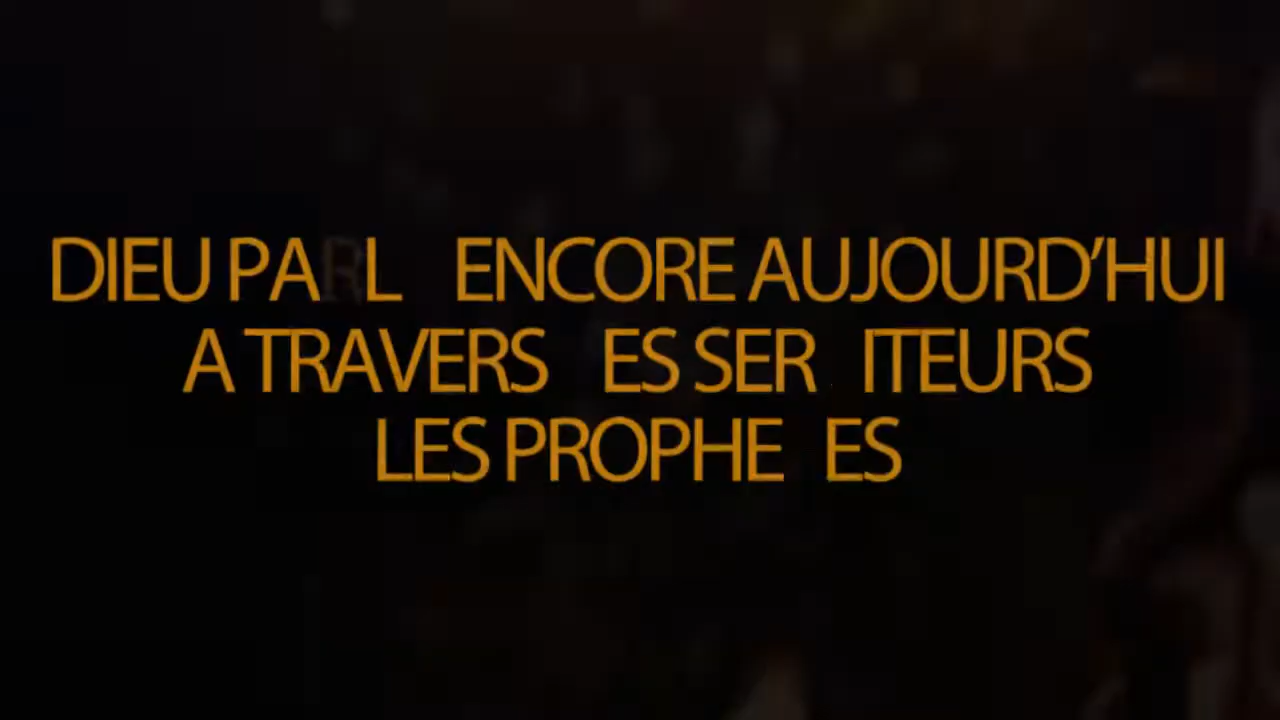 DIEU PARL ENCORE AUJOURD'HUI
A TRAVERS ES SER ITEURS
LES PROPHE ES